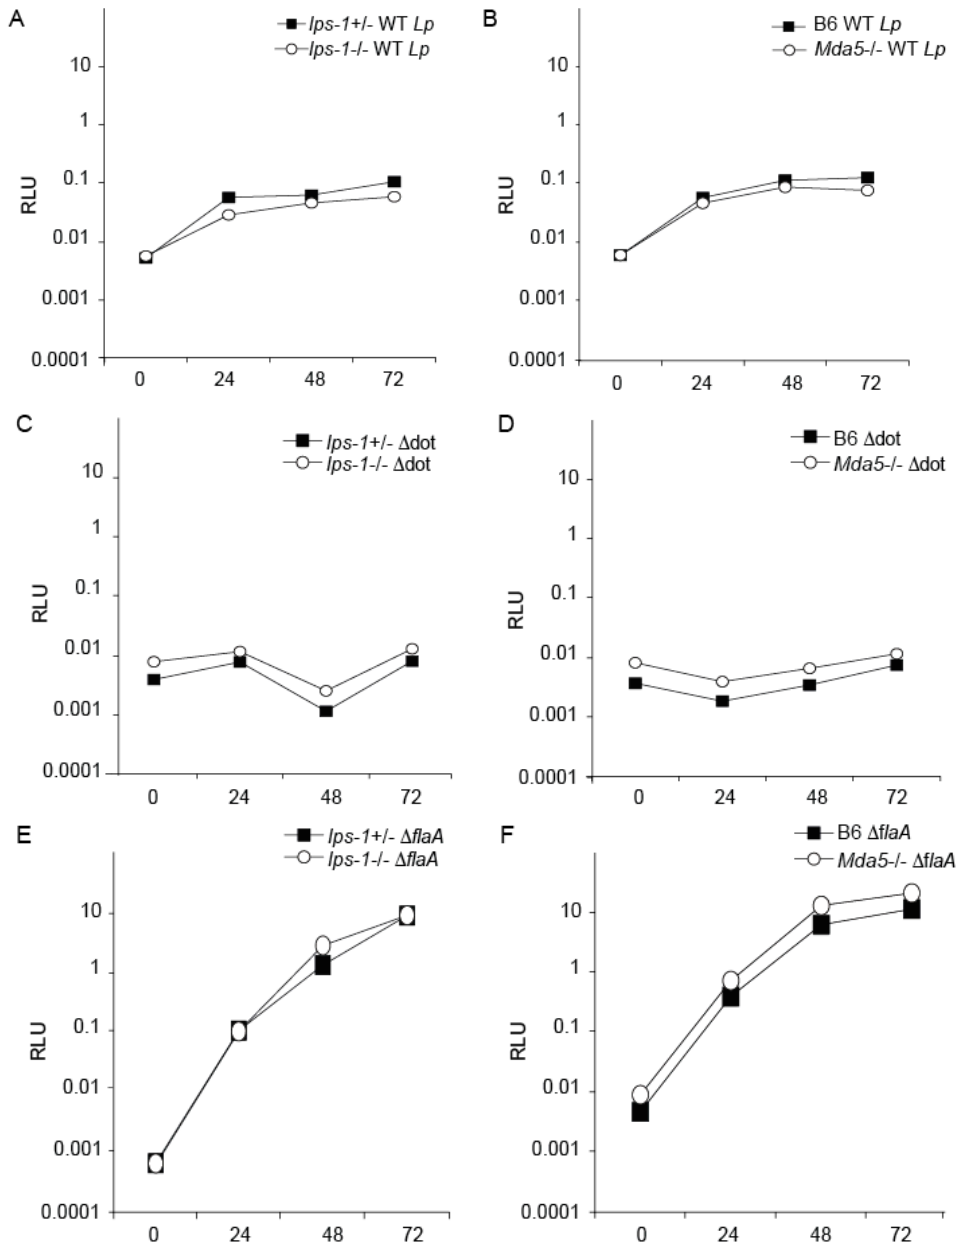 A
Ips-1+/- WT Lp
Ips-1-/- WT Lp
10
1
0.1
0.01
0.001
0.0001
RLU
0 24 48 72
B
B6 WT Lp
Mda5-/- WT Lp
10
1
0.1
0.01
0.001
0.0001
RLU
0 24 48 72
C
Ips-1+/- Δdot
Ips-1-/- Δdot
10
1
0.1
0.01
0.001
0.0001
RLU
0 24 48 72
D
B6 Δdot
Mda5-/- Δdot
10
1
0.1
0.01
0.001
0.0001
RLU
0 24 48 72
E
Ips-1+/- ΔflaA
Ips-1-/- ΔflaA
10
1
0.1
0.01
0.001
0.0001
RLU
0 24 48 72
F
B6 ΔflaA
Mda5-/- ΔflaA
10
1
0.1
0.01
0.001
0.0001
RLU
0 24 48 72